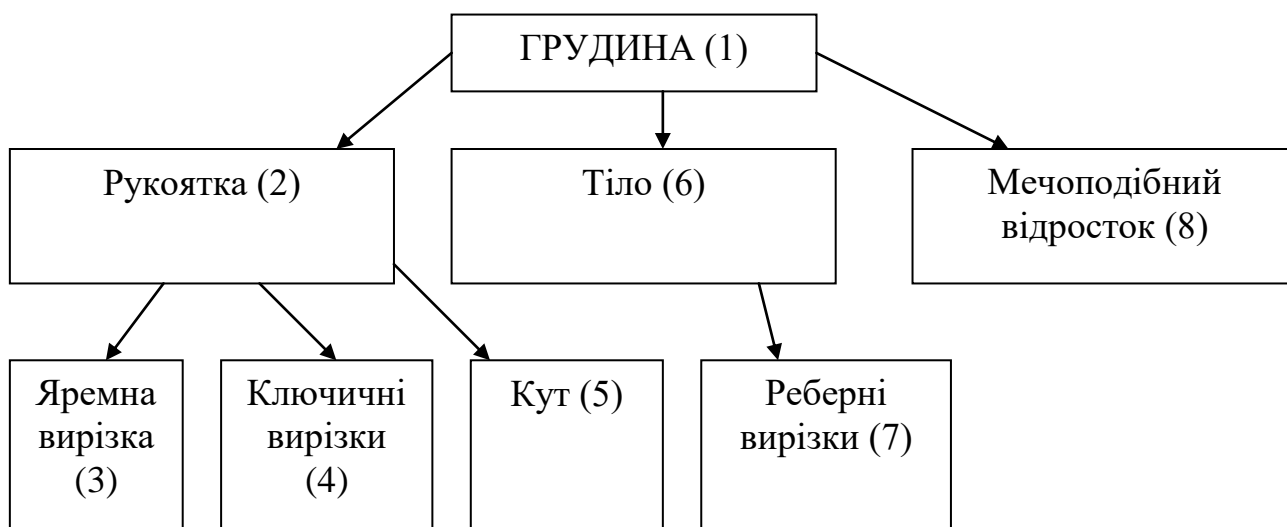 ГРУДИНА (1)
Рукоятка (2)
Тіло (6)
Мечоподібний
відросток (8)
Яремна
вирізка
(3)
Ключичні
вирізки
(4)
Кут (5)
Реберні
вирізки (7)